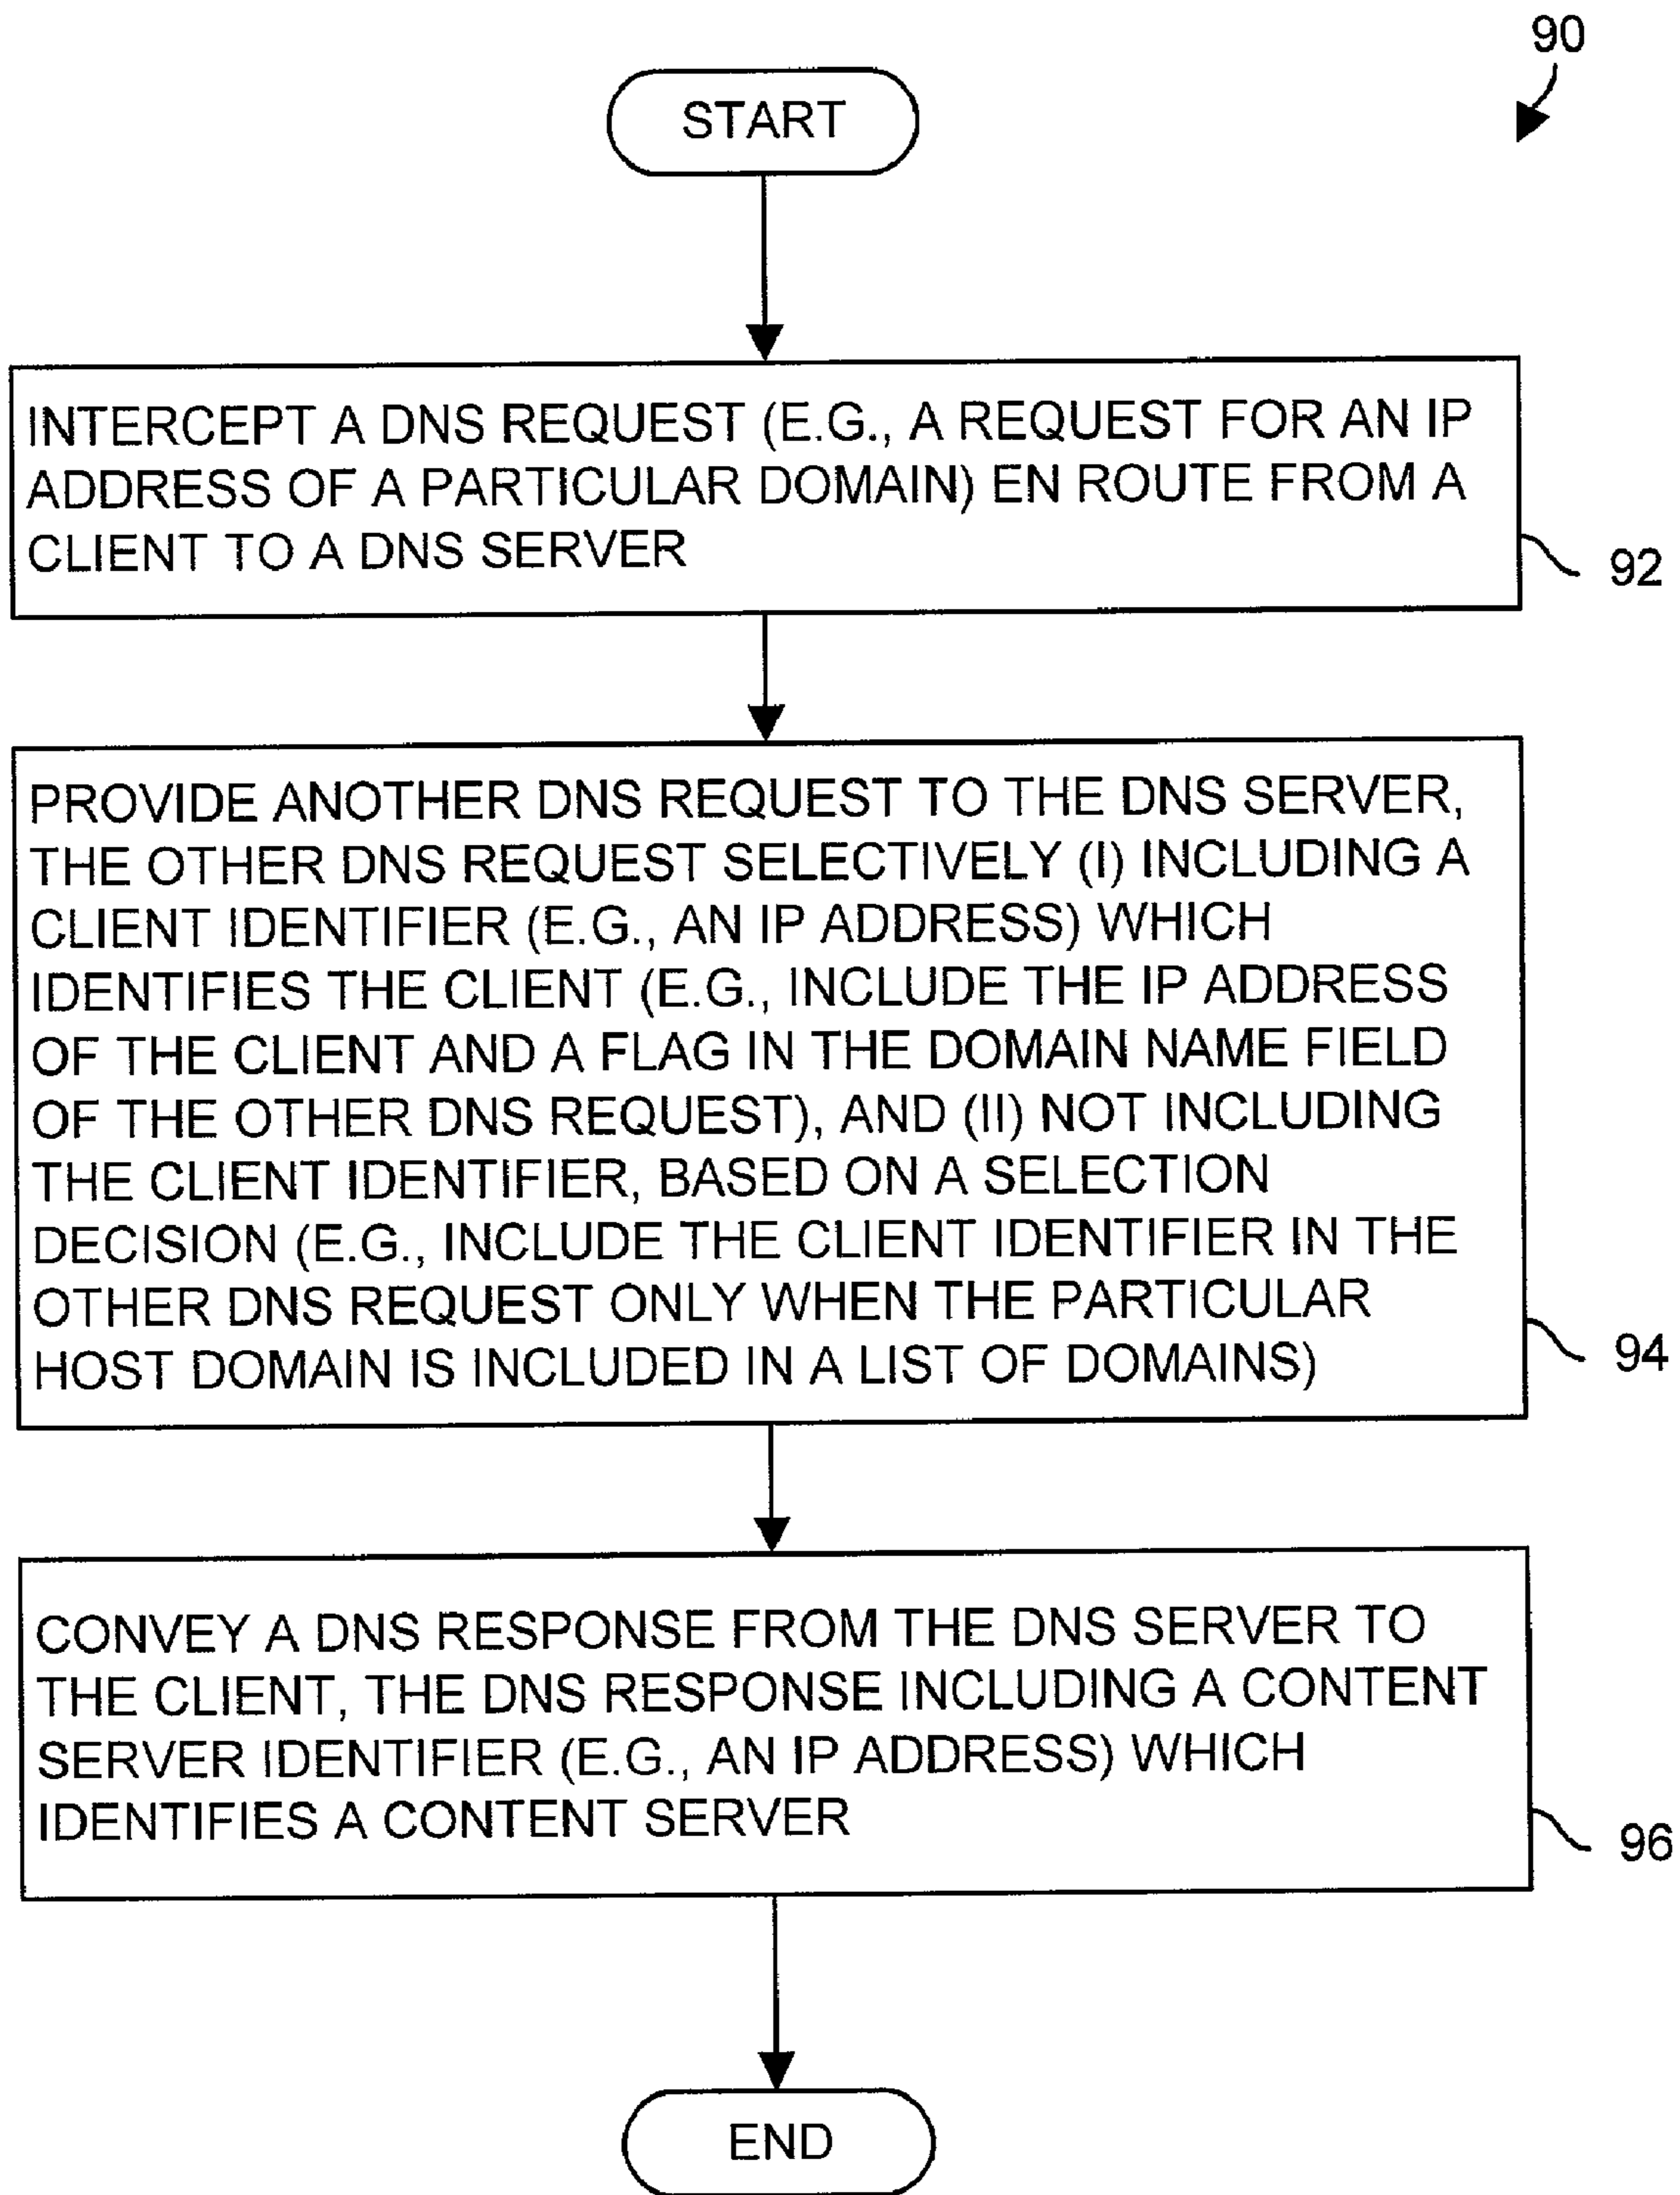 90
START
INTERCEPT A DNS REQUEST (E.G., A REQUEST FOR AN IP
ADDRESS OF A PARTICULAR DOMAIN) EN ROUTE FROM A
CLIENT TO A DNS SERVER
92
PROVIDE ANOTHER DNS REQUEST TO THE DNS SERVER,
THE OTHER DNS REQUEST SELECTIVELY (I) INCLUDING A
CLIENT IDENTIFIER (E.G., AN IP ADDRESS) WHICH
IDENTIFIES THE CLIENT (E.G., INCLUDE THE IP ADDRESS
OF THE CLIENT AND A FLAG IN THE DOMAIN NAME FIELD
OF THE OTHER DNS REQUEST), AND (II) NOT INCLUDING
THE CLIENT IDENTIFIER, BASED ON A SELECTION
DECISION (E.G., INCLUDE THE CLIENT IDENTIFIER IN THE
OTHER DNS REQUEST ONLY WHEN THE PARTICULAR
HOST DOMAIN IS INCLUDED IN A LIST OF DOMAINS)
94
CONVEY A DNS RESPONSE FROM THE DNS SERVER TO
THE CLIENT, THE DNS RESPONSE INCLUDING A CONTENT
SERVER IDENTIFIER (E.G., AN IP ADDRESS) WHICH
IDENTIFIES A CONTENT SERVER
96
END